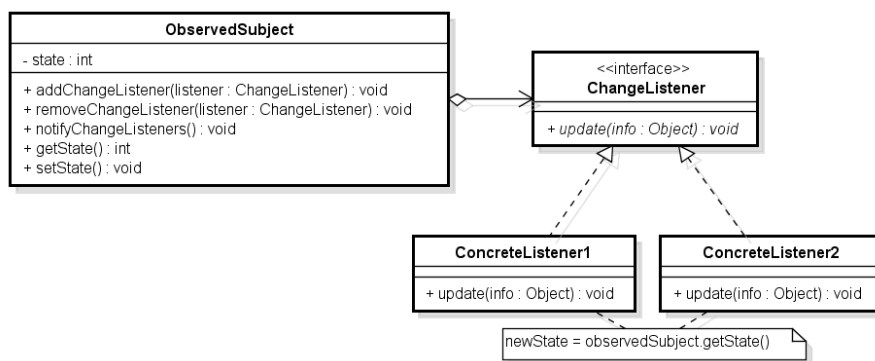 ObservedSubject
- state : int
+ addChangeListener(listener : ChangeListener) : void
+ removeChangeListener(listener : ChangeListener) : void
+ notifyChangeListeners() : void
+ getState() : int
+ setState() : void
<<interface>>
ChangeListener
+ update(info : Object) : void
ConcreteListener1
+ update(info : Object) : void
ConcreteListener2
+ update(info : Object) : void
newState = observedSubject.getState()